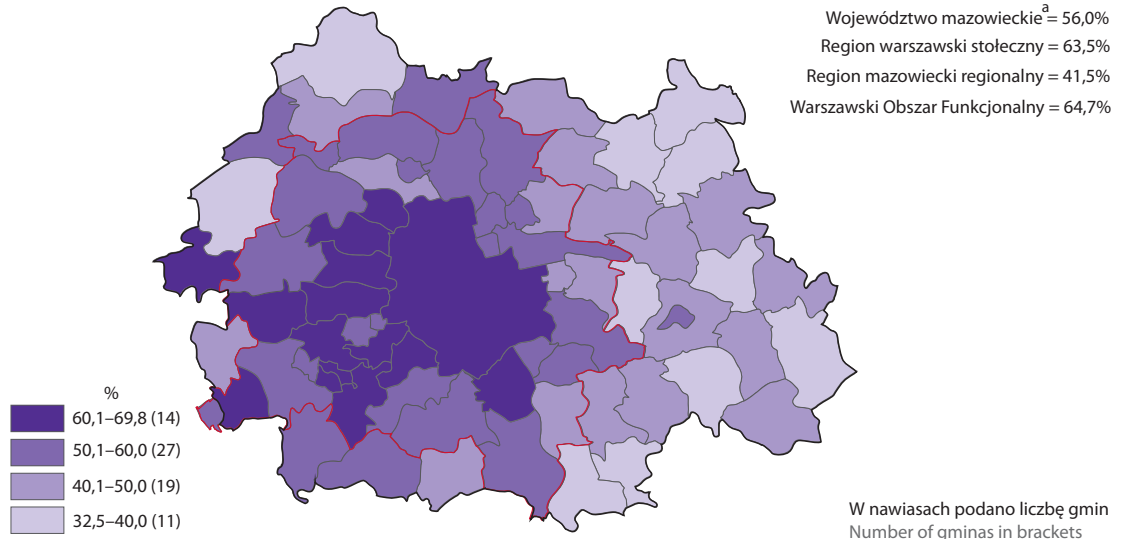 Województwo mazowieckie a = 56,0%
Region warszawski stołeczny = 63,5%
Region mazowiecki regionalny = 41,5%
Warszawski Obszar Funkcjonalny = 64,7%
%
60,1–69,8 (14)
50,1–60,0 (27)
40,1–50,0 (19)
32,5–40,0 (11)
W nawiasach podano liczbę gmin
Number of gminas in brackets